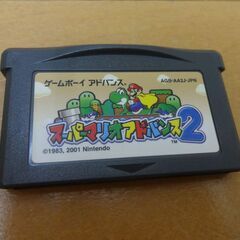 ゲームボーイ アドバンス
AGB-AA2J-JPN
スーパーマリオアドバンス2
TM
©1983, 2001 Nintendo